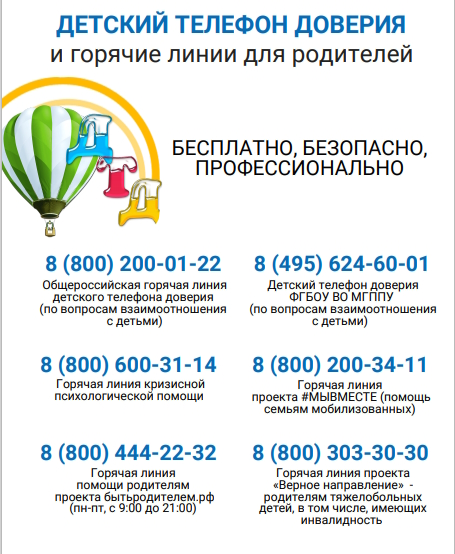 ДЕТСКИЙ ТЕЛЕФОН ДОВЕРИЯ
и горячие линии для родителей
ДТД
БЕСПЛАТНО, БЕЗОПАСНО,
ПРОФЕССИОНАЛЬНО
8 (800) 200-01-22
Общероссийская горячая линия
детского телефона доверия
(по вопросам взаимоотношения
с детьми)
8 (495) 624-60-01
Детский телефон доверия
ФГБОУ ВО МГППУ
(по вопросам взаимоотношения
с детьми)
8 (800) 600-31-14
Горячая линия кризисной
психологической помощи
8 (800) 200-34-11
Горячая линия
проекта #МЫВМЕСТЕ (помощь
семьям мобилизованных)
8 (800) 444-22-32
Горячая линия
помощи родителям
проекта бытьродителем.рф
(пн-пт, с 9:00 до 21:00)
8 (800) 303-30-30
Горячая линия проекта
«Верное направление» -
родителям тяжелобольных
детей, в том числе, имеющих
инвалидность